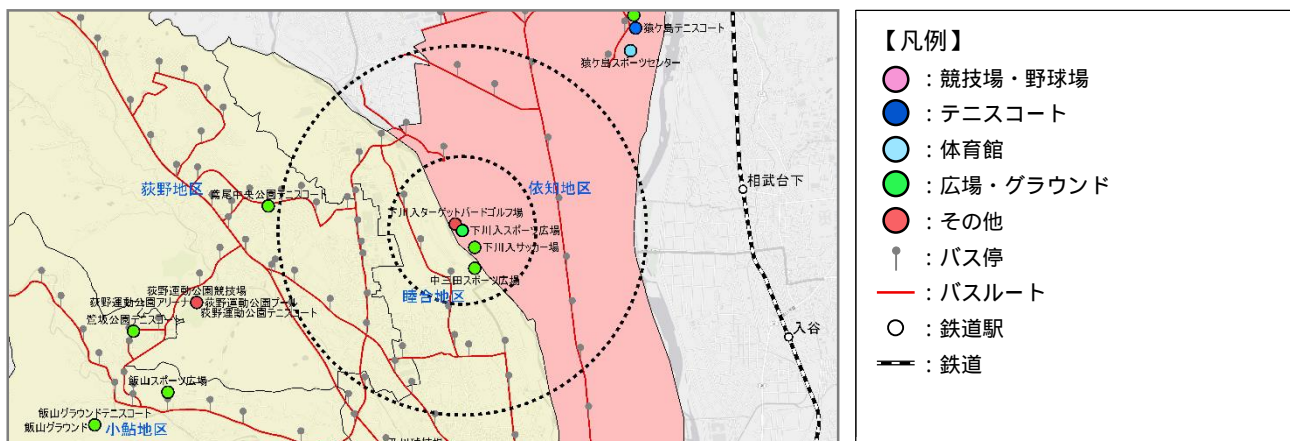 猿ケ島テニスコート
猿ケ島スポーツセンター
相武台下
荻野地区
鳶尾中央公園テニスコート
依知地区
下川入ターゲットバードゴルフ場
下川入スポーツ広場
下川入サッカー場
中三田スポーツ広場
睦合地区
荻野運動公園競技場
荻野運動公園アリーナ
荻野運動公園プール
荻野運動公園テニスコート
鷲坂公園テニスコート
入谷
飯山スポーツ広場
飯山グラウンドテニスコート
飯山グラウンド
小鮎地区
【凡例】
：競技場・野球場
：テニスコート
：体育館
：広場・グラウンド
：その他
：バス停
：バスルート
：鉄道駅
：鉄道